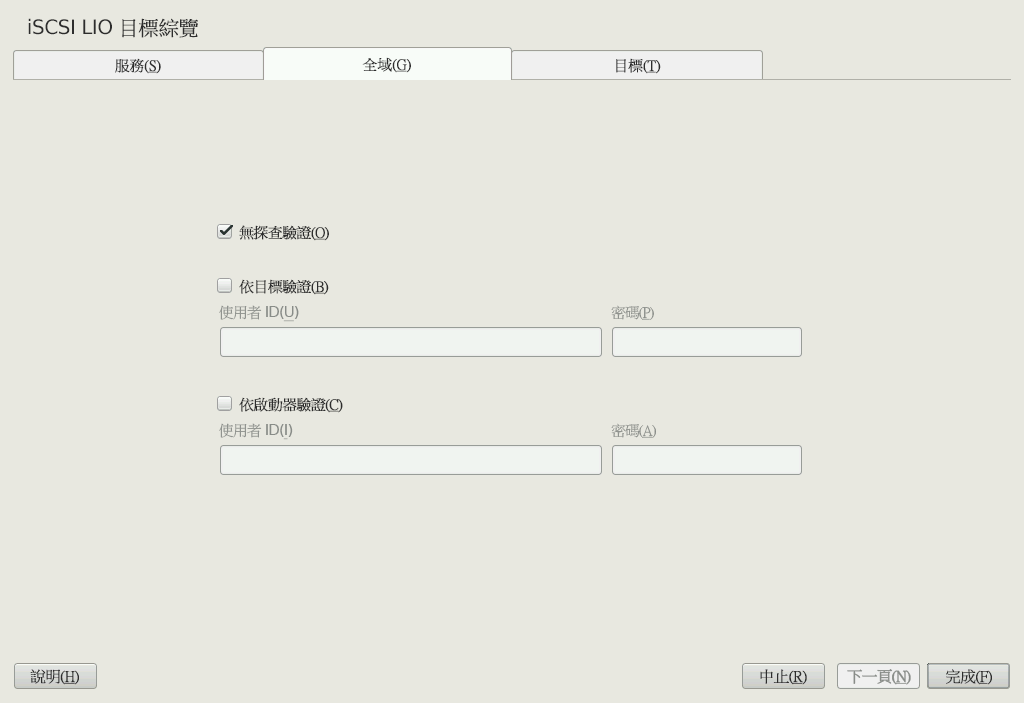 iSCSI LIO 目標綜覽
服務(S) 全域(G) 目標(T)
無探查驗證(O)
依目標驗證(B)
使用者 ID(U) 密碼(P)
依啟動器驗證(C)
使用者 ID(I) 密碼(A)
說明(H) 中止(R) 下一頁(N) 完成(F)